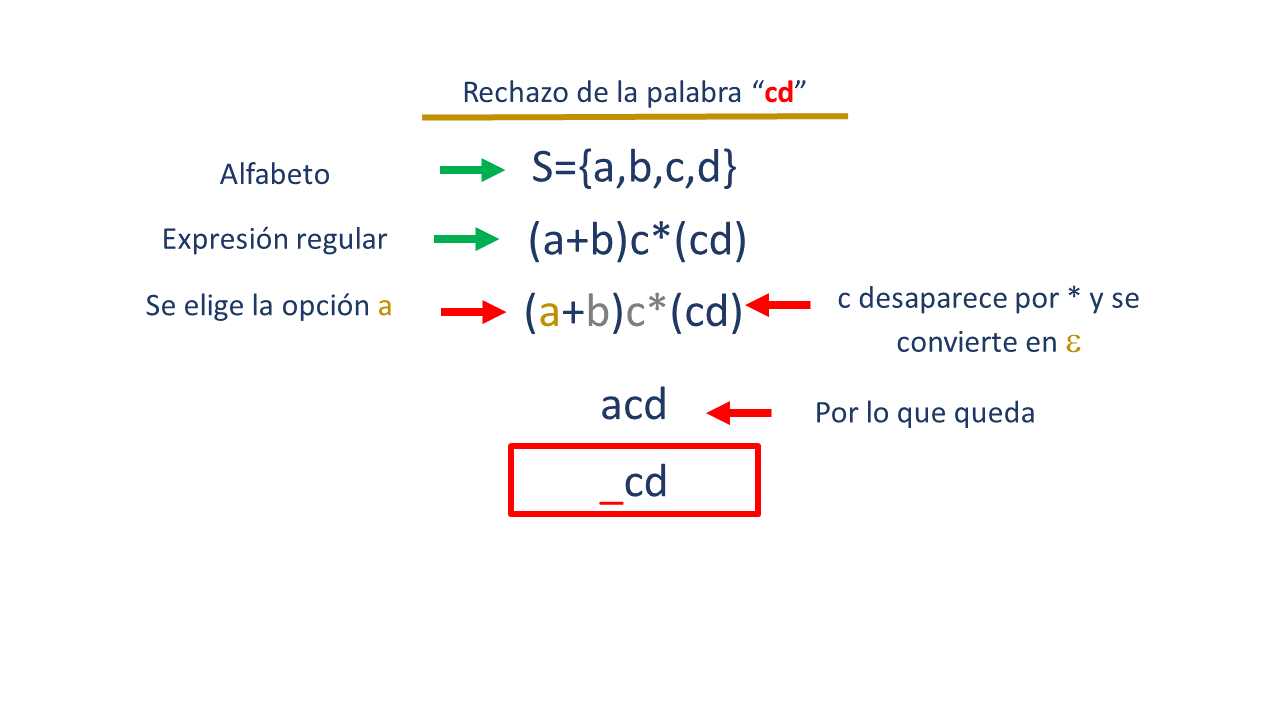 Rechazo de la palabra “cd”
Alfabeto
S={a,b,c,d}
Expresión regular
(a+b)c*(cd)
Se elige la opción a
(a+b)c*(cd)
c desaparece por * y se
convierte en ε
acd
Por lo que queda
_cd